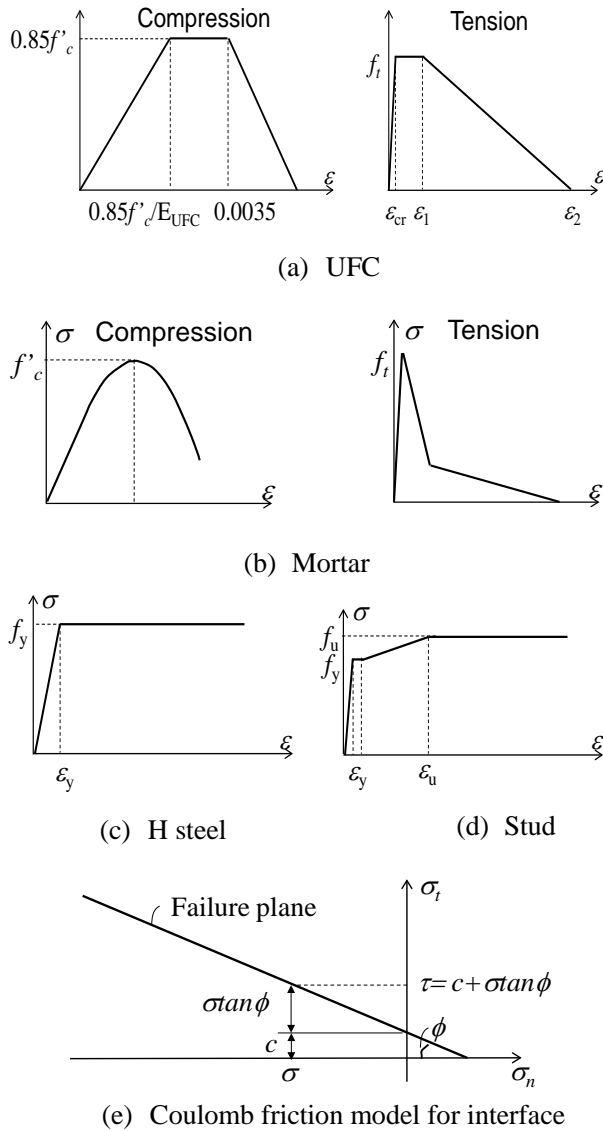 Compression
0.85f'c
ε
0.85f'c/EUFC 0.0035
Tension
ft
ε
εcr ε1 ε2
(a) UFC
σ Compression
f'c
ε
σ Tension
ft
ε
(b) Mortar
σ
fy
ε
εy
(c) H steel
σ
fu
fy
ε
εy εu
(d) Stud
σt
Failure plane
τ= c+σtanϕ
σtanϕ
ϕ
c
σ
σn
(e) Coulomb friction model for interface